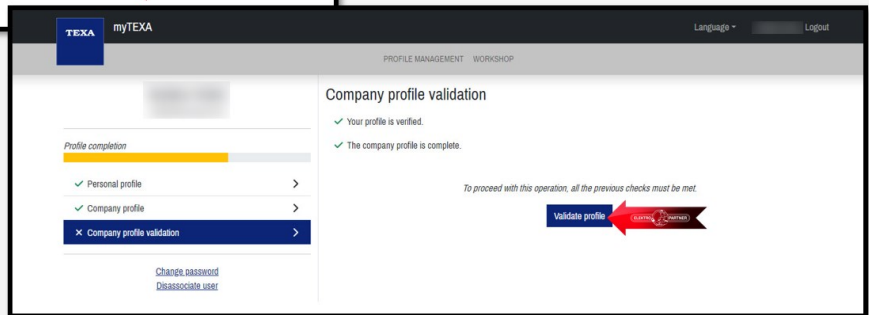 TEXA myTEXA Language Logout
PROFILE MANAGEMENT WORKSHOP
Company profile validation
✓ Your profile is verified.
Profile completion
✓ The company profile is complete.
✓ Personal profile >
To proceed with this operation, all the previous checks must be met.
✓ Company profile >
Validate profile ELEKTRO PARTNER
× Company profile validation >
Change password
Disassociate user